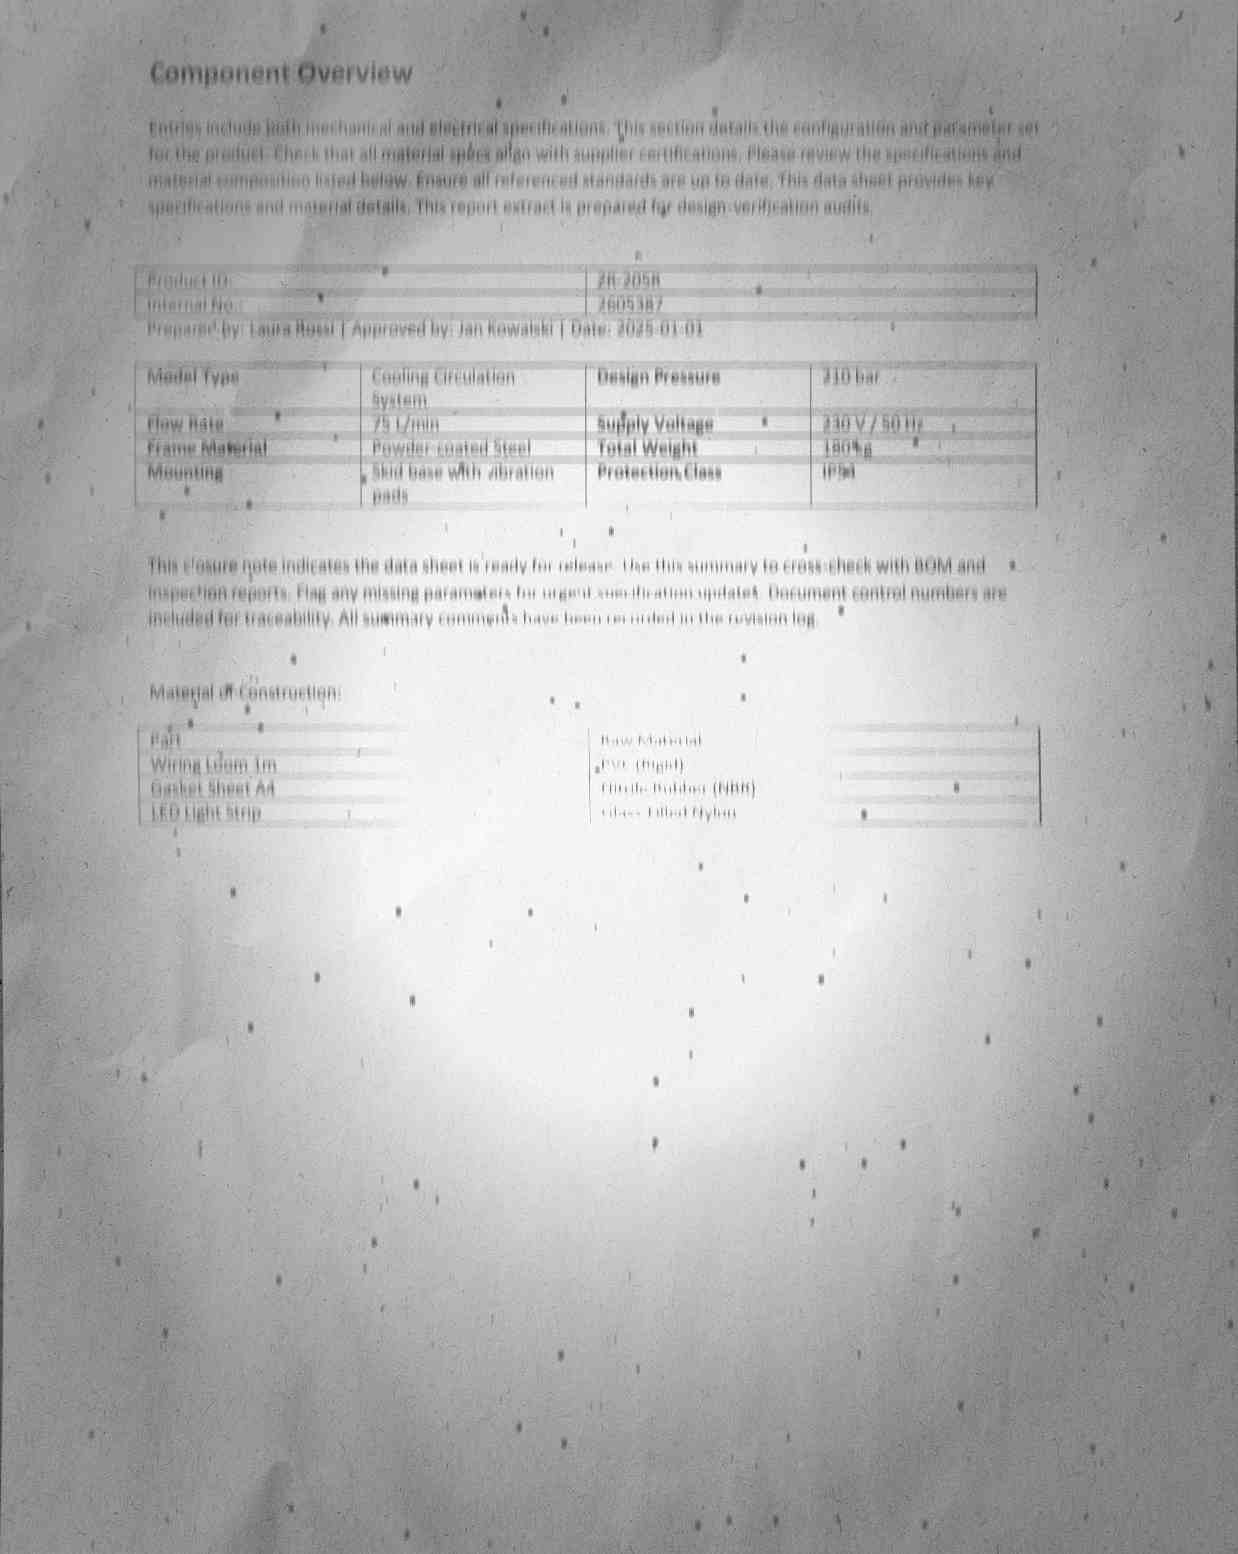 Component Overview
Entries include both mechanical and electrical specifications. This section details the configuration and parameter set
for the product. Check that all material specs align with supplier certifications. Please review the specifications and
material composition listed below. Ensure all referenced standards are up to date. This data sheet provides key
specifications and material details. This report extract is prepared for design-verification audits.
Product ID:
Internal No.: 2605387
Prepared by: Laura Rossi | Approved by: Jan Kowalski | Date: 2025-01-01
Model Type Cooling Circulation Design Pressure 210 bar
System
Flow Rate 75 L/min Supply Voltage 230 V / 50 Hz
Frame Material Powder-coated Steel Total Weight 180 kg
Mounting Skid base with vibration Protection Class IP54
pads
This closure note indicates the data sheet is ready for release. Use this summary to cross-check with BOM and
inspection reports. Flag any missing parameters for urgent specification updates. Document control numbers are
included for traceability. All summary comments have been recorded in the revision log.
Material of Construction:
Part Raw Material
Wiring Loom 1m PVC (Rigid)
Gasket Sheet A4 Nitrile Rubber (NBR)
LED Light Strip Glass-Filled Nylon